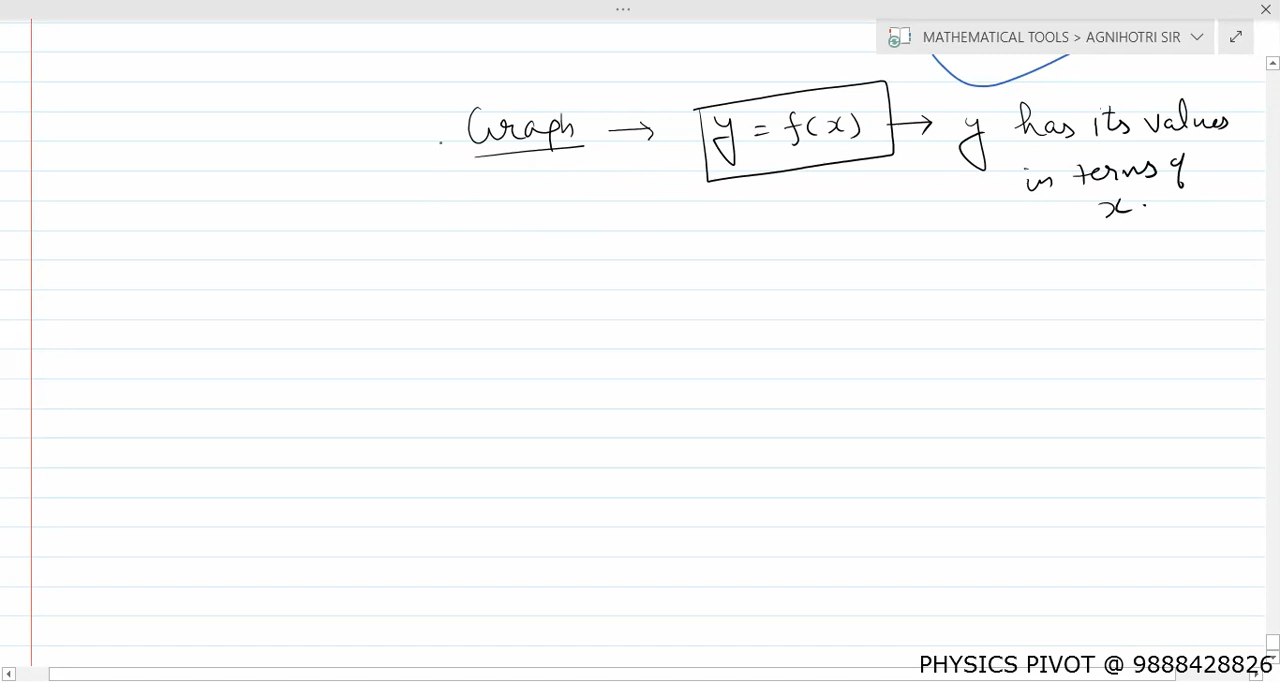 MATHEMATICAL TOOLS > AGNIHOTRI SIR
Graph → y = f(x) → y has its values
in terms of
x.
PHYSICS PIVOT @ 9888428826